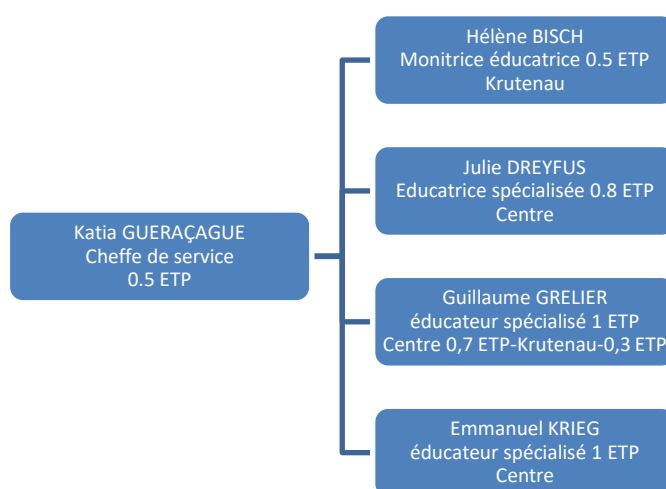 Hélène BISCH
Monitrice éducatrice 0.5 ETP
Krutenau
Julie DREYFUS
Educatrice spécialisée 0.8 ETP
Centre
Katia GUERAÇAGUE
Cheffe de service
0.5 ETP
Guillaume GRELIER
éducateur spécialisé 1 ETP
Centre 0,7 ETP-Krutenau-0,3 ETP
Emmanuel KRIEG
éducateur spécialisé 1 ETP
Centre